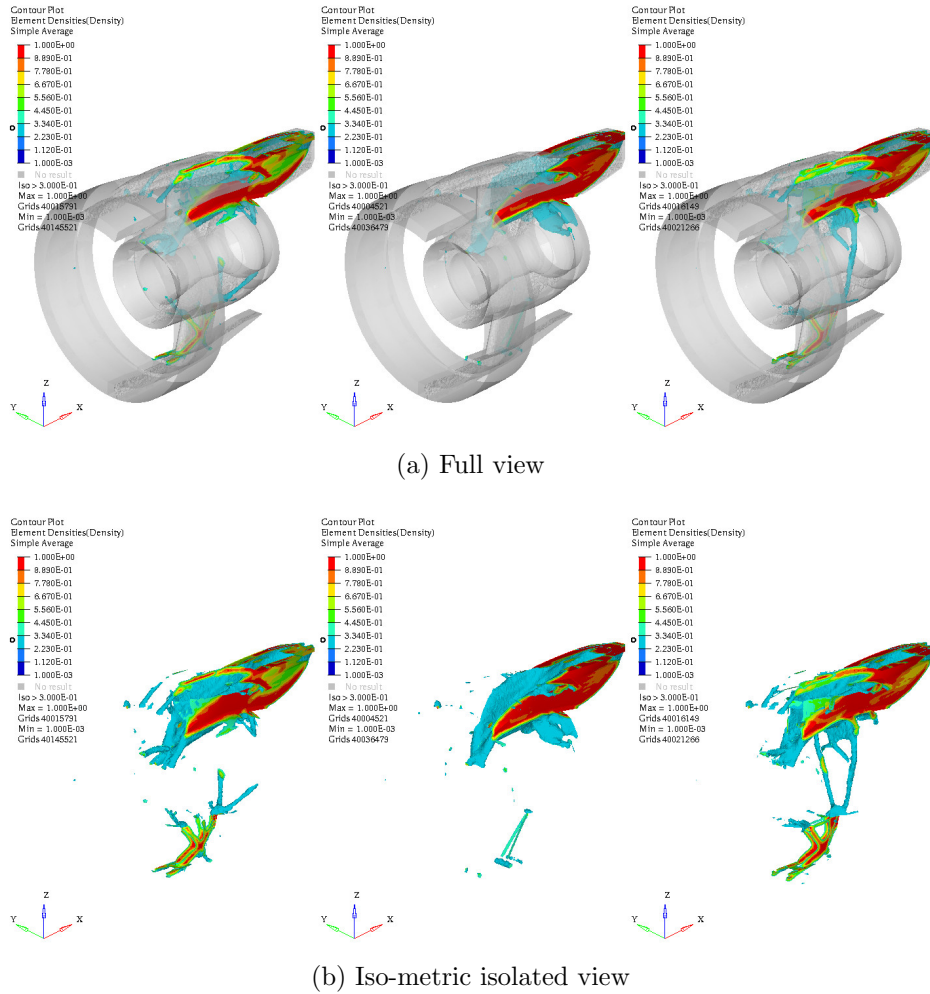 Contour Plot
Element Densities(Density)
Simple Average
1.000E+00
8.890E-01
7.780E-01
6.670E-01
5.560E-01
4.450E-01
3.340E-01
2.230E-01
1.120E-01
1.000E-03
No result
Iso > 3.000E-01
Max = 1.000E+00
Grids 40015791
Min = 1.000E-03
Grids 40145521
Z
Y
X
Contour Plot
Element Densities(Density)
Simple Average
1.000E+00
8.890E-01
7.780E-01
6.670E-01
5.560E-01
4.450E-01
3.340E-01
2.230E-01
1.120E-01
1.000E-03
No result
Iso > 3.000E-01
Max = 1.000E+00
Grids 40004521
Min = 1.000E-03
Grids 40036479
Z
Y
X
Contour Plot
Element Densities(Density)
Simple Average
1.000E+00
8.890E-01
7.780E-01
6.670E-01
5.560E-01
4.450E-01
3.340E-01
2.230E-01
1.120E-01
1.000E-03
No result
Iso > 3.000E-01
Max = 1.000E+00
Grids 40016149
Min = 1.000E-03
Grids 40021266
Z
Y
X
(a) Full view
Contour Plot
Element Densities(Density)
Simple Average
1.000E+00
8.890E-01
7.780E-01
6.670E-01
5.560E-01
4.450E-01
3.340E-01
2.230E-01
1.120E-01
1.000E-03
No result
Iso > 3.000E-01
Max = 1.000E+00
Grids 40015791
Min = 1.000E-03
Grids 40145521
Z
Y
X
Contour Plot
Element Densities(Density)
Simple Average
1.000E+00
8.890E-01
7.780E-01
6.670E-01
5.560E-01
4.450E-01
3.340E-01
2.230E-01
1.120E-01
1.000E-03
No result
Iso > 3.000E-01
Max = 1.000E+00
Grids 40004521
Min = 1.000E-03
Grids 40036479
Z
Y
X
Contour Plot
Element Densities(Density)
Simple Average
1.000E+00
8.890E-01
7.780E-01
6.670E-01
5.560E-01
4.450E-01
3.340E-01
2.230E-01
1.120E-01
1.000E-03
No result
Iso > 3.000E-01
Max = 1.000E+00
Grids 40016149
Min = 1.000E-03
Grids 40021266
Z
Y
X
(b) Iso-metric isolated view